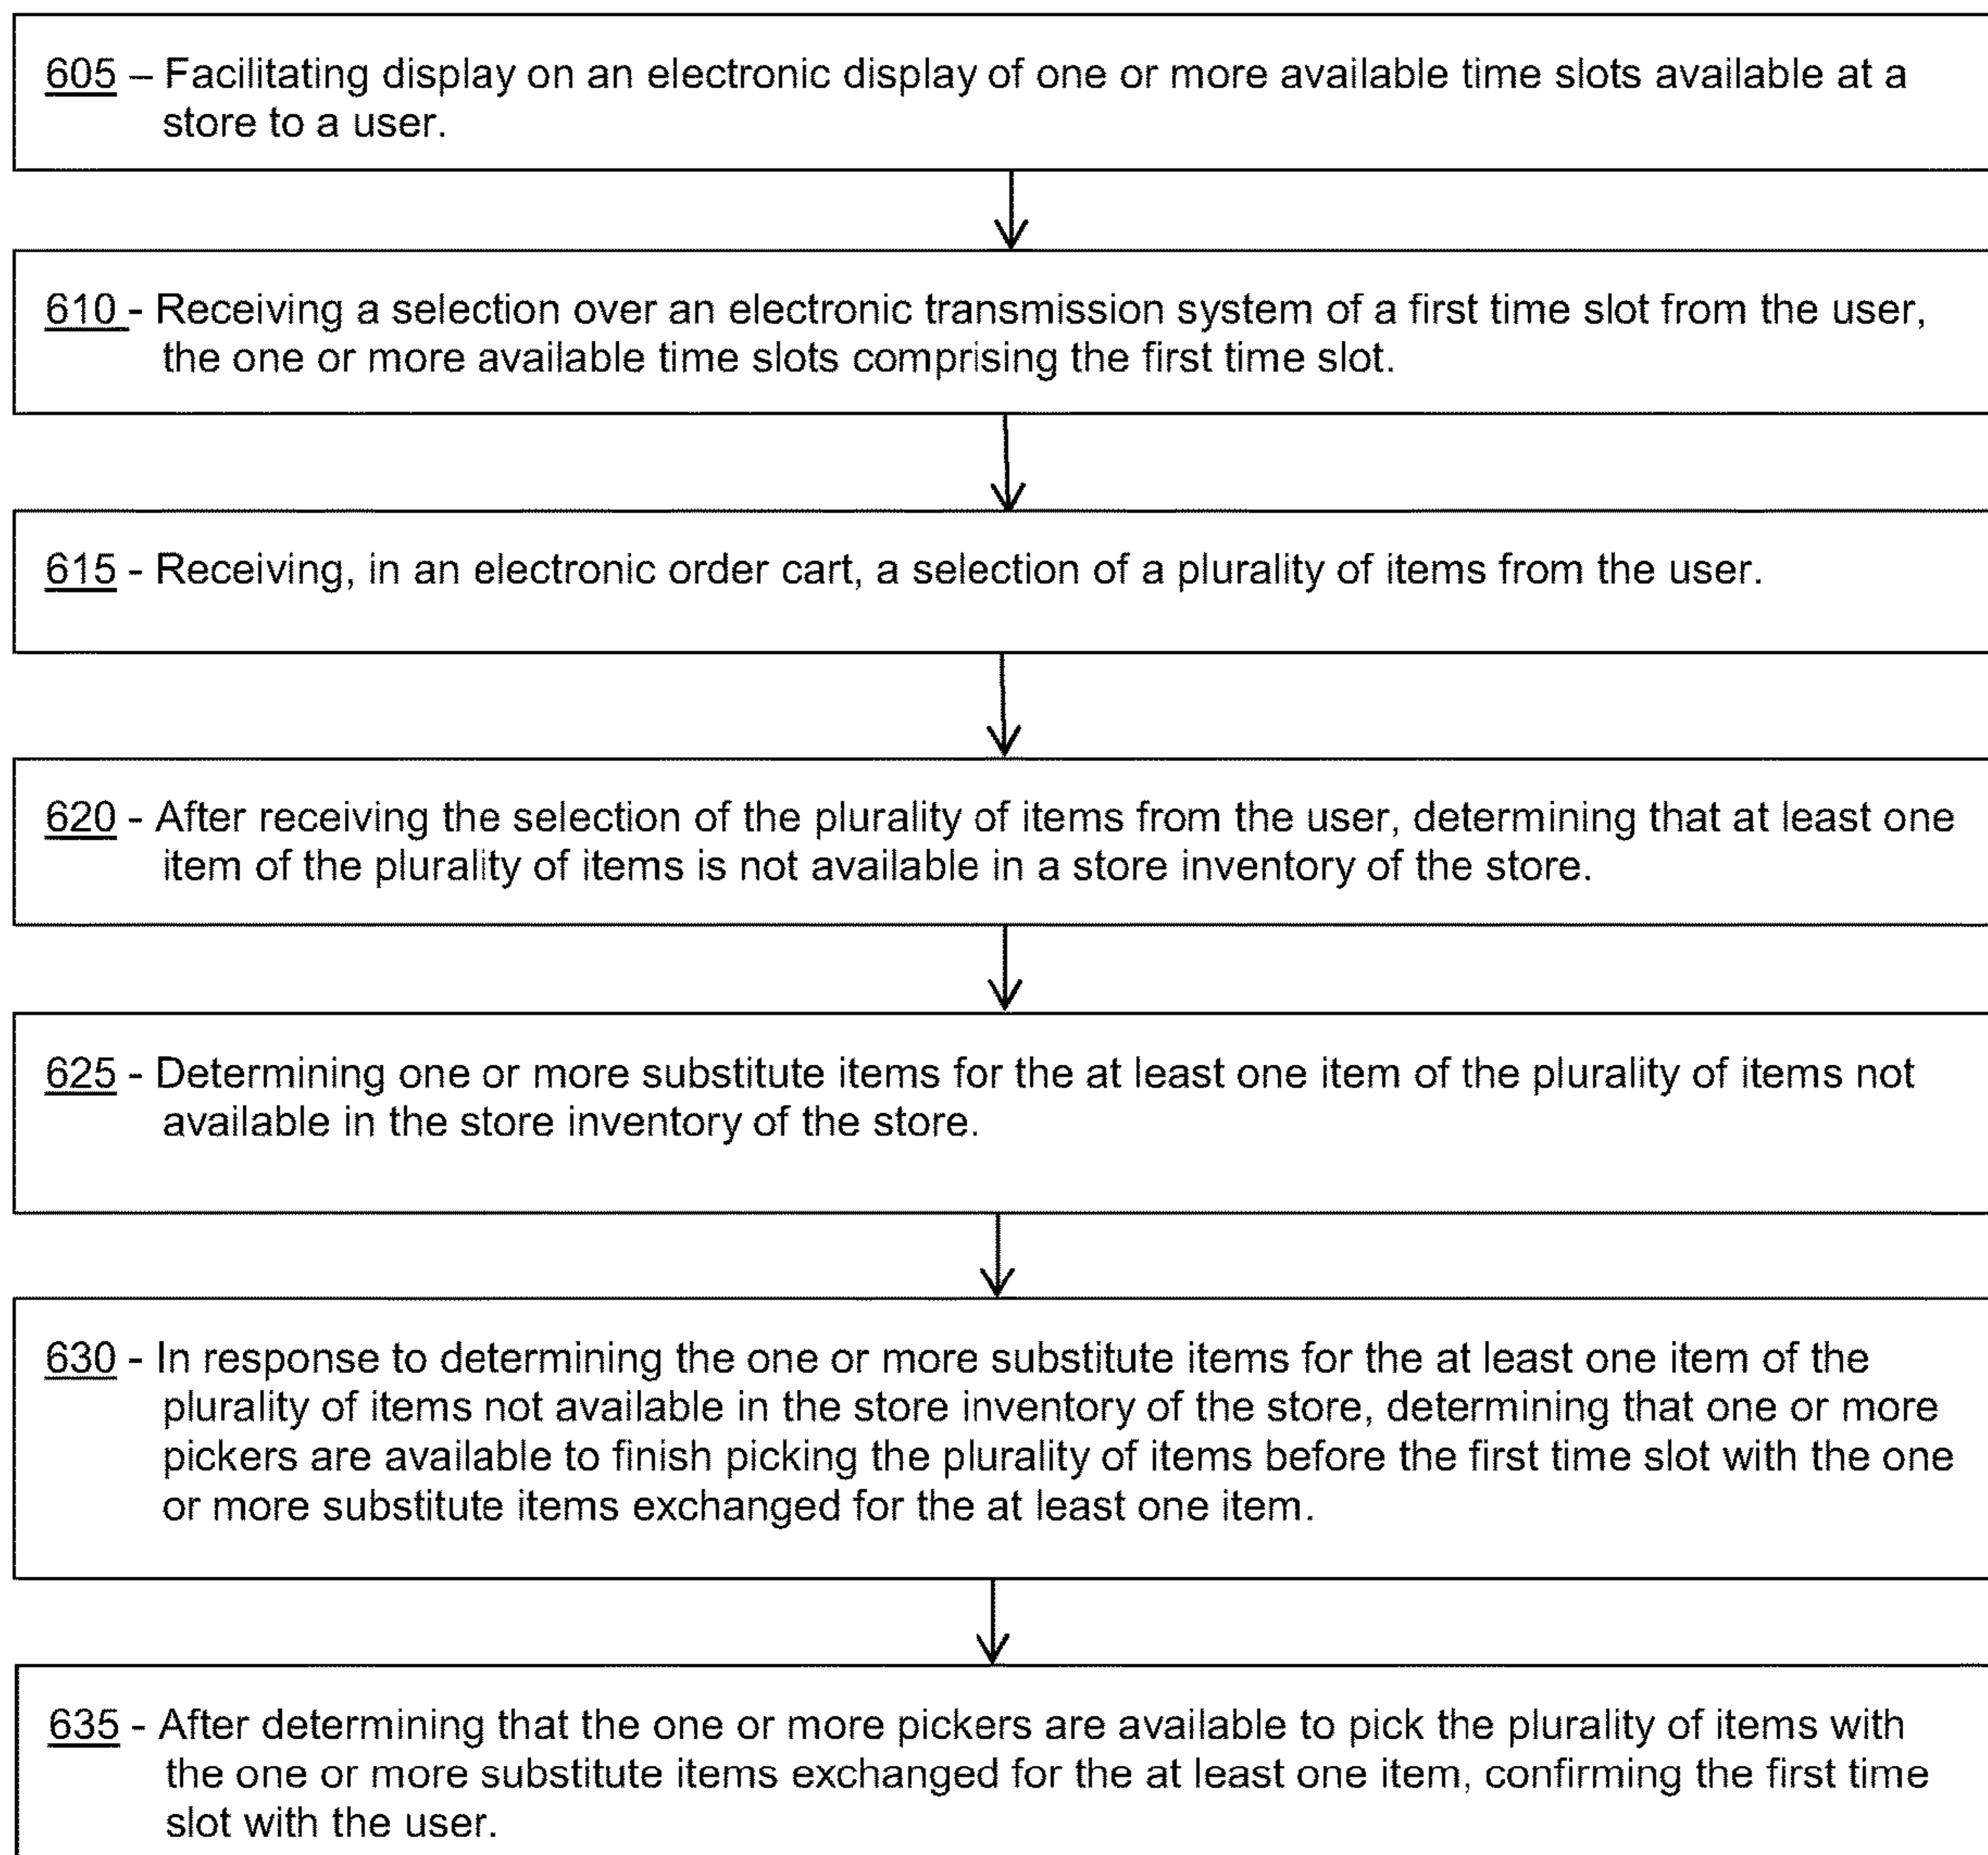 605 – Facilitating display on an electronic display of one or more available time slots available at a
store to a user.
610 - Receiving a selection over an electronic transmission system of a first time slot from the user,
the one or more available time slots comprising the first time slot.
615 - Receiving, in an electronic order cart, a selection of a plurality of items from the user.
620 - After receiving the selection of the plurality of items from the user, determining that at least one
item of the plurality of items is not available in a store inventory of the store.
625 - Determining one or more substitute items for the at least one item of the plurality of items not
available in the store inventory of the store.
630 - In response to determining the one or more substitute items for the at least one item of the
plurality of items not available in the store inventory of the store, determining that one or more
pickers are available to finish picking the plurality of items before the first time slot with the one
or more substitute items exchanged for the at least one item.
635 - After determining that the one or more pickers are available to pick the plurality of items with
the one or more substitute items exchanged for the at least one item, confirming the first time
slot with the user.